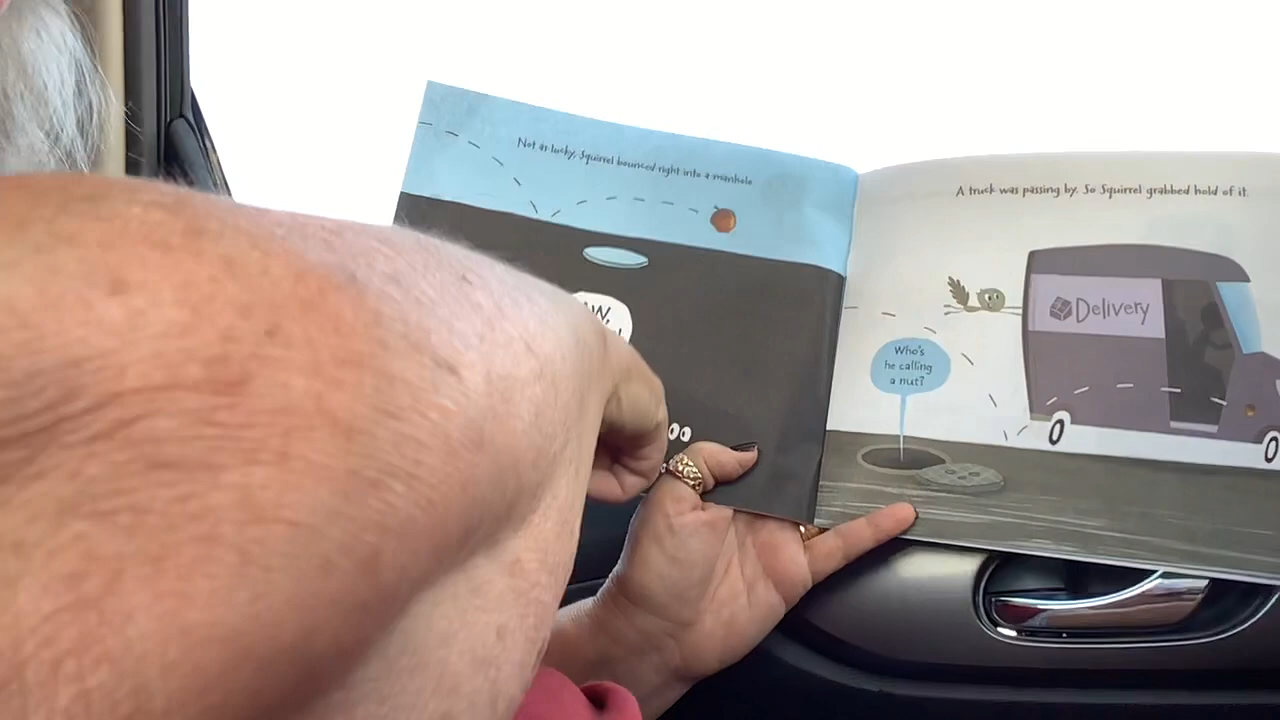 Not as lucky, Squirrel bounced right into a manhole
A truck was passing by. So Squirrel grabbed hold of it.
Delivery
Who's
he calling
a nut?